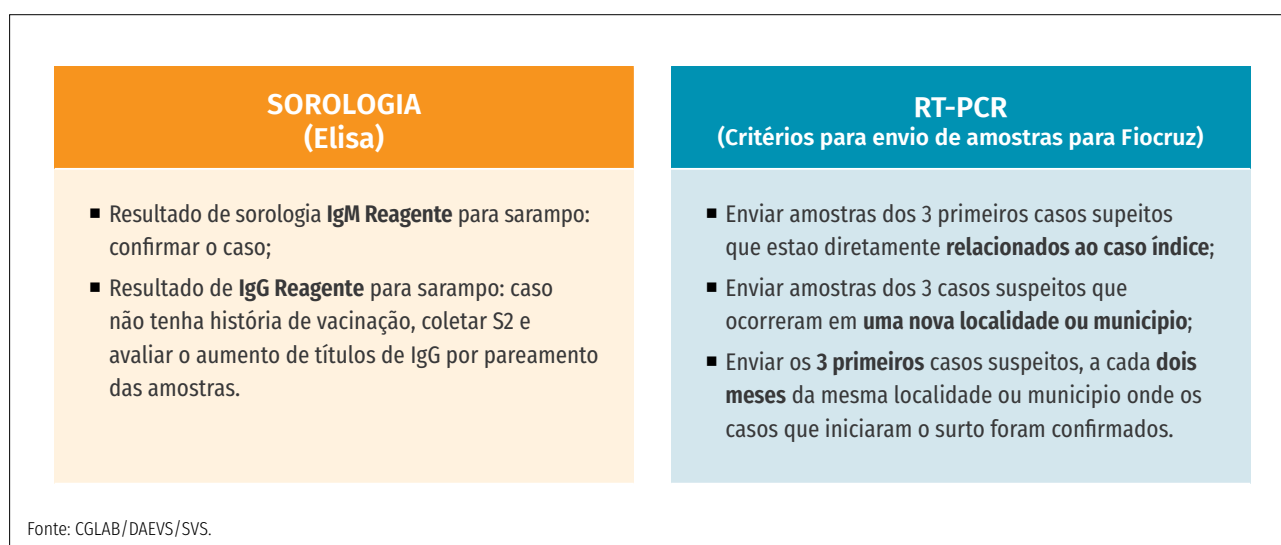 SOROLOGIA
(Elisa)
■ Resultado de sorologia IgM Reagente para sarampo:
confirmar o caso;
■ Resultado de IgG Reagente para sarampo: caso
não tenha história de vacinação, coletar S2 e
avaliar o aumento de títulos de IgG por pareamento
das amostras.
RT-PCR
(Critérios para envio de amostras para Fiocruz)
■ Enviar amostras dos 3 primeiros casos supeitos
que estao diretamente relacionados ao caso índice;
■ Enviar amostras dos 3 casos suspeitos que
ocorreram em uma nova localidade ou municipio;
■ Enviar os 3 primeiros casos suspeitos, a cada dois
meses da mesma localidade ou municipio onde os
casos que iniciaram o surto foram confirmados.
Fonte: CGLAB/DAEVS/SVS.